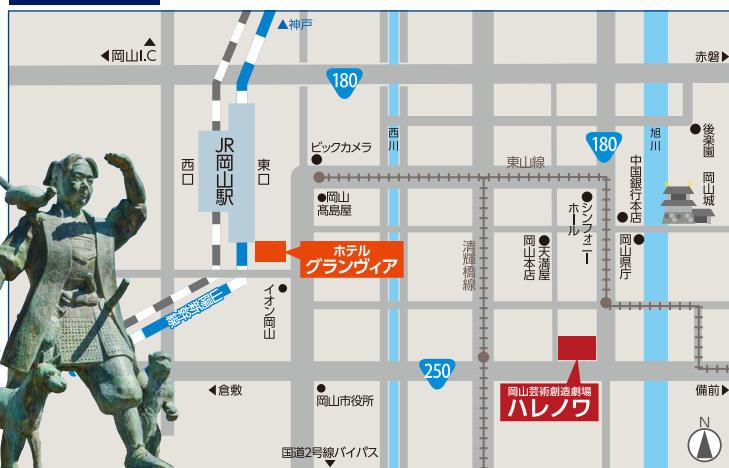 ▲神戸
▲
◀岡山I.C
赤磐▶
180
180
西川
旭川
後楽園
ビックカメラ
東山線
中国銀行本店
岡山城
JR岡山駅
西口
東口
岡山
髙島屋
シンフォニー
ホール
岡山県庁
ホテル
グランヴィア
清輝橋線
天満屋
岡山本店
イオン岡山
山陽新幹線
250
岡山芸術創造劇場
ハレノワ
◀倉敷
岡山市役所
備前▶
国道2号線バイパス
▼
N